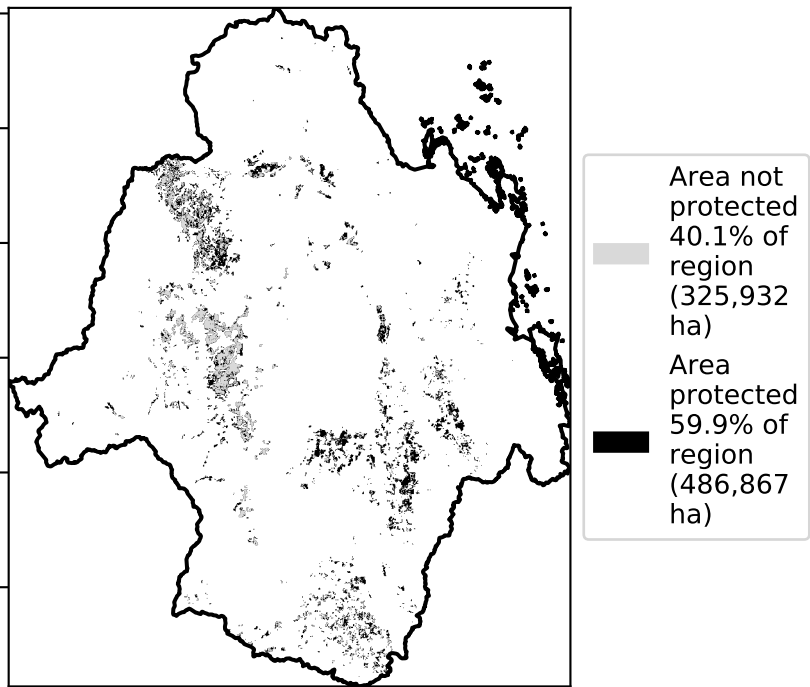 Area not
protected
40.1% of
region
(325,932
ha)
Area
protected
59.9% of
region
(486,867
ha)